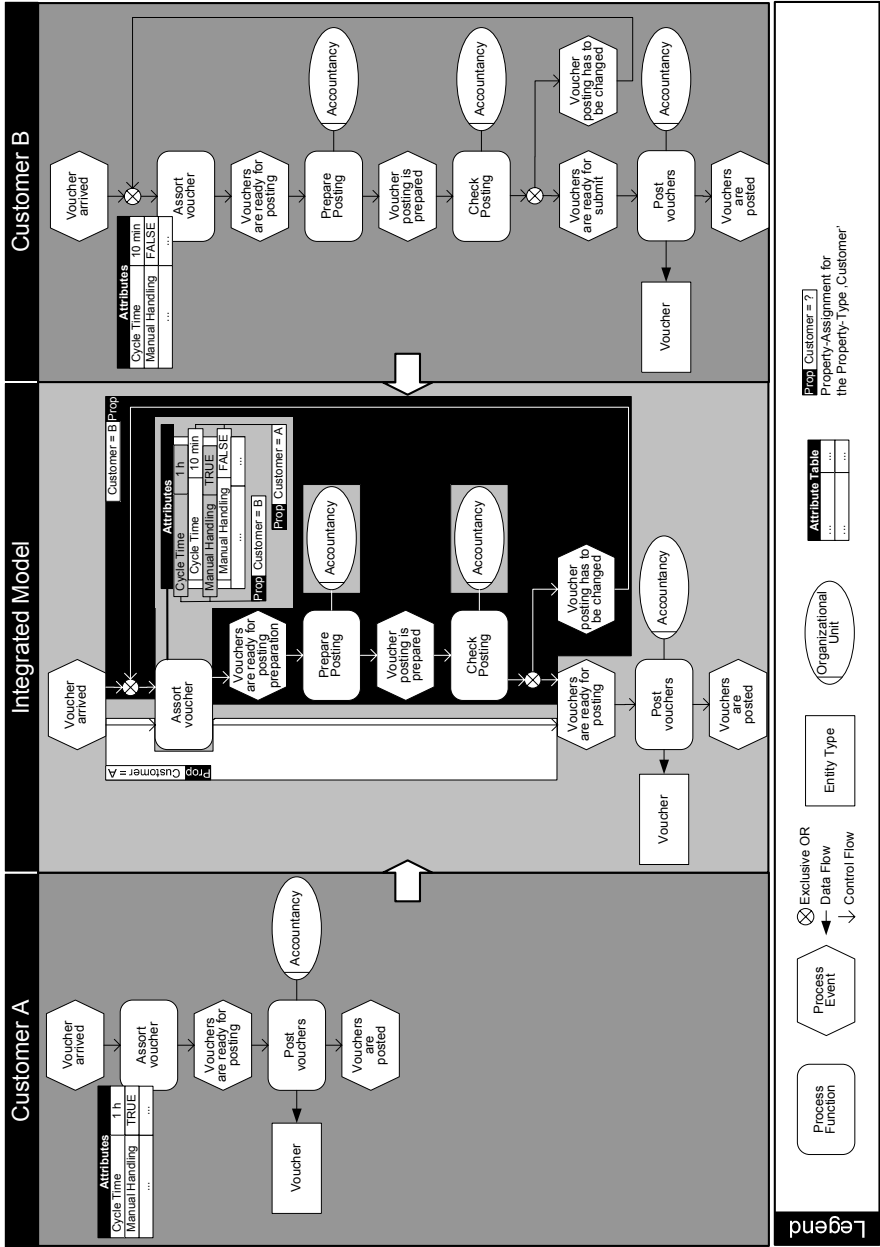 Customer A
Attributes
Cycle Time 1 h
Manual Handling TRUE
... ...
Voucher
arrived
Assort
voucher
Vouchers
are ready for
posting
Post
vouchers
Accountancy
Voucher
Vouchers
are
posted
Integrated Model
Voucher
arrived
Prop Customer = A
Customer = B Prop
Assort
voucher
Attributes
Cycle Time 1 h
Cycle Time 10 min
Manual Handling TRUE
Manual Handling FALSE
... ...
Prop Customer = B
Prop Customer = A
Vouchers
are ready for
posting
preparation
Prepare
Posting
Accountancy
Voucher
posting is
prepared
Check
Posting
Accountancy
Voucher
posting has to
be changed
Vouchers
are ready for
posting
Post
vouchers
Accountancy
Voucher
Vouchers
are
posted
Customer B
Attributes
Cycle Time 10 min
Manual Handling FALSE
... ...
Voucher
arrived
Assort
voucher
Vouchers
are ready for
posting
Prepare
Posting
Accountancy
Voucher
posting is
prepared
Check
Posting
Accountancy
Voucher
posting has to
be changed
Vouchers
are ready for
submit
Post
vouchers
Accountancy
Voucher
Vouchers
are
posted
Legend
Process
Function
Process
Event
Exclusive OR
Data Flow
Control Flow
Entity Type
Organizational
Unit
Attribute Table
... ...
... ...
Prop Customer = ?
Property-Assignment for
the Property-Type ,Customer'